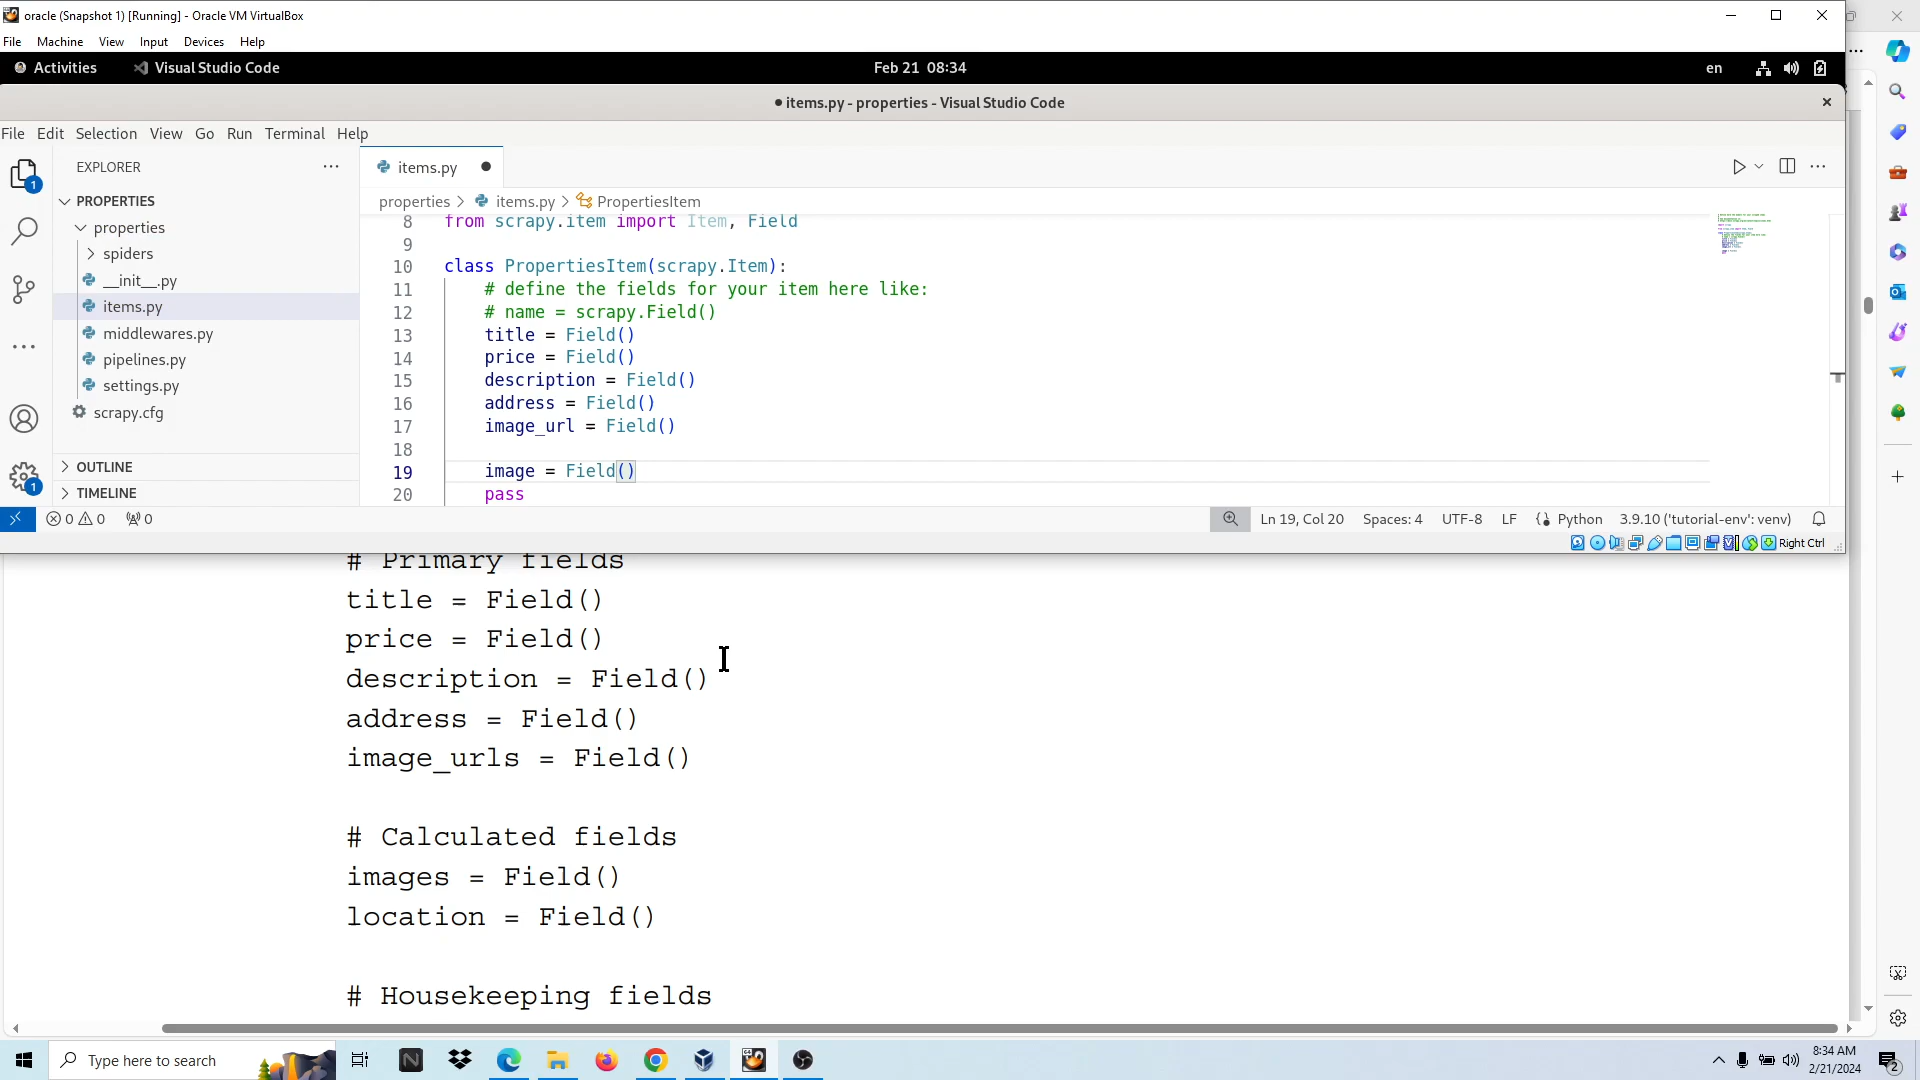 oracle (Snapshot 1) [Running] - Oracle VM VirtualBox
File Machine View Input Devices Help
Activities Visual Studio Code Feb 21 08:34 en
● items.py - properties - Visual Studio Code
File Edit Selection View Go Run Terminal Help
EXPLORER
items.py
1
PROPERTIES
properties > items.py > PropertiesItem
properties
spiders
__init__.py
items.py
middlewares.py
pipelines.py
settings.py
scrapy.cfg
OUTLINE
TIMELINE
1
8 from scrapy.item import Item, Field
9
10 class PropertiesItem(scrapy.Item):
11 # define the fields for your item here like:
12 # name = scrapy.Field()
13 title = Field()
14 price = Field()
15 description = Field()
16 address = Field()
17 image_url = Field()
18
19 image = Field()
20 pass
0 0 0 Ln 19, Col 20 Spaces: 4 UTF-8 LF Python 3.9.10 ('tutorial-env': venv)
Right Ctrl
# Primary fields
title = Field()
price = Field()
description = Field()
address = Field()
image_urls = Field()
# Calculated fields
images = Field()
location = Field()
# Housekeeping fields
Type here to search
8:34 AM
2/21/2024
2